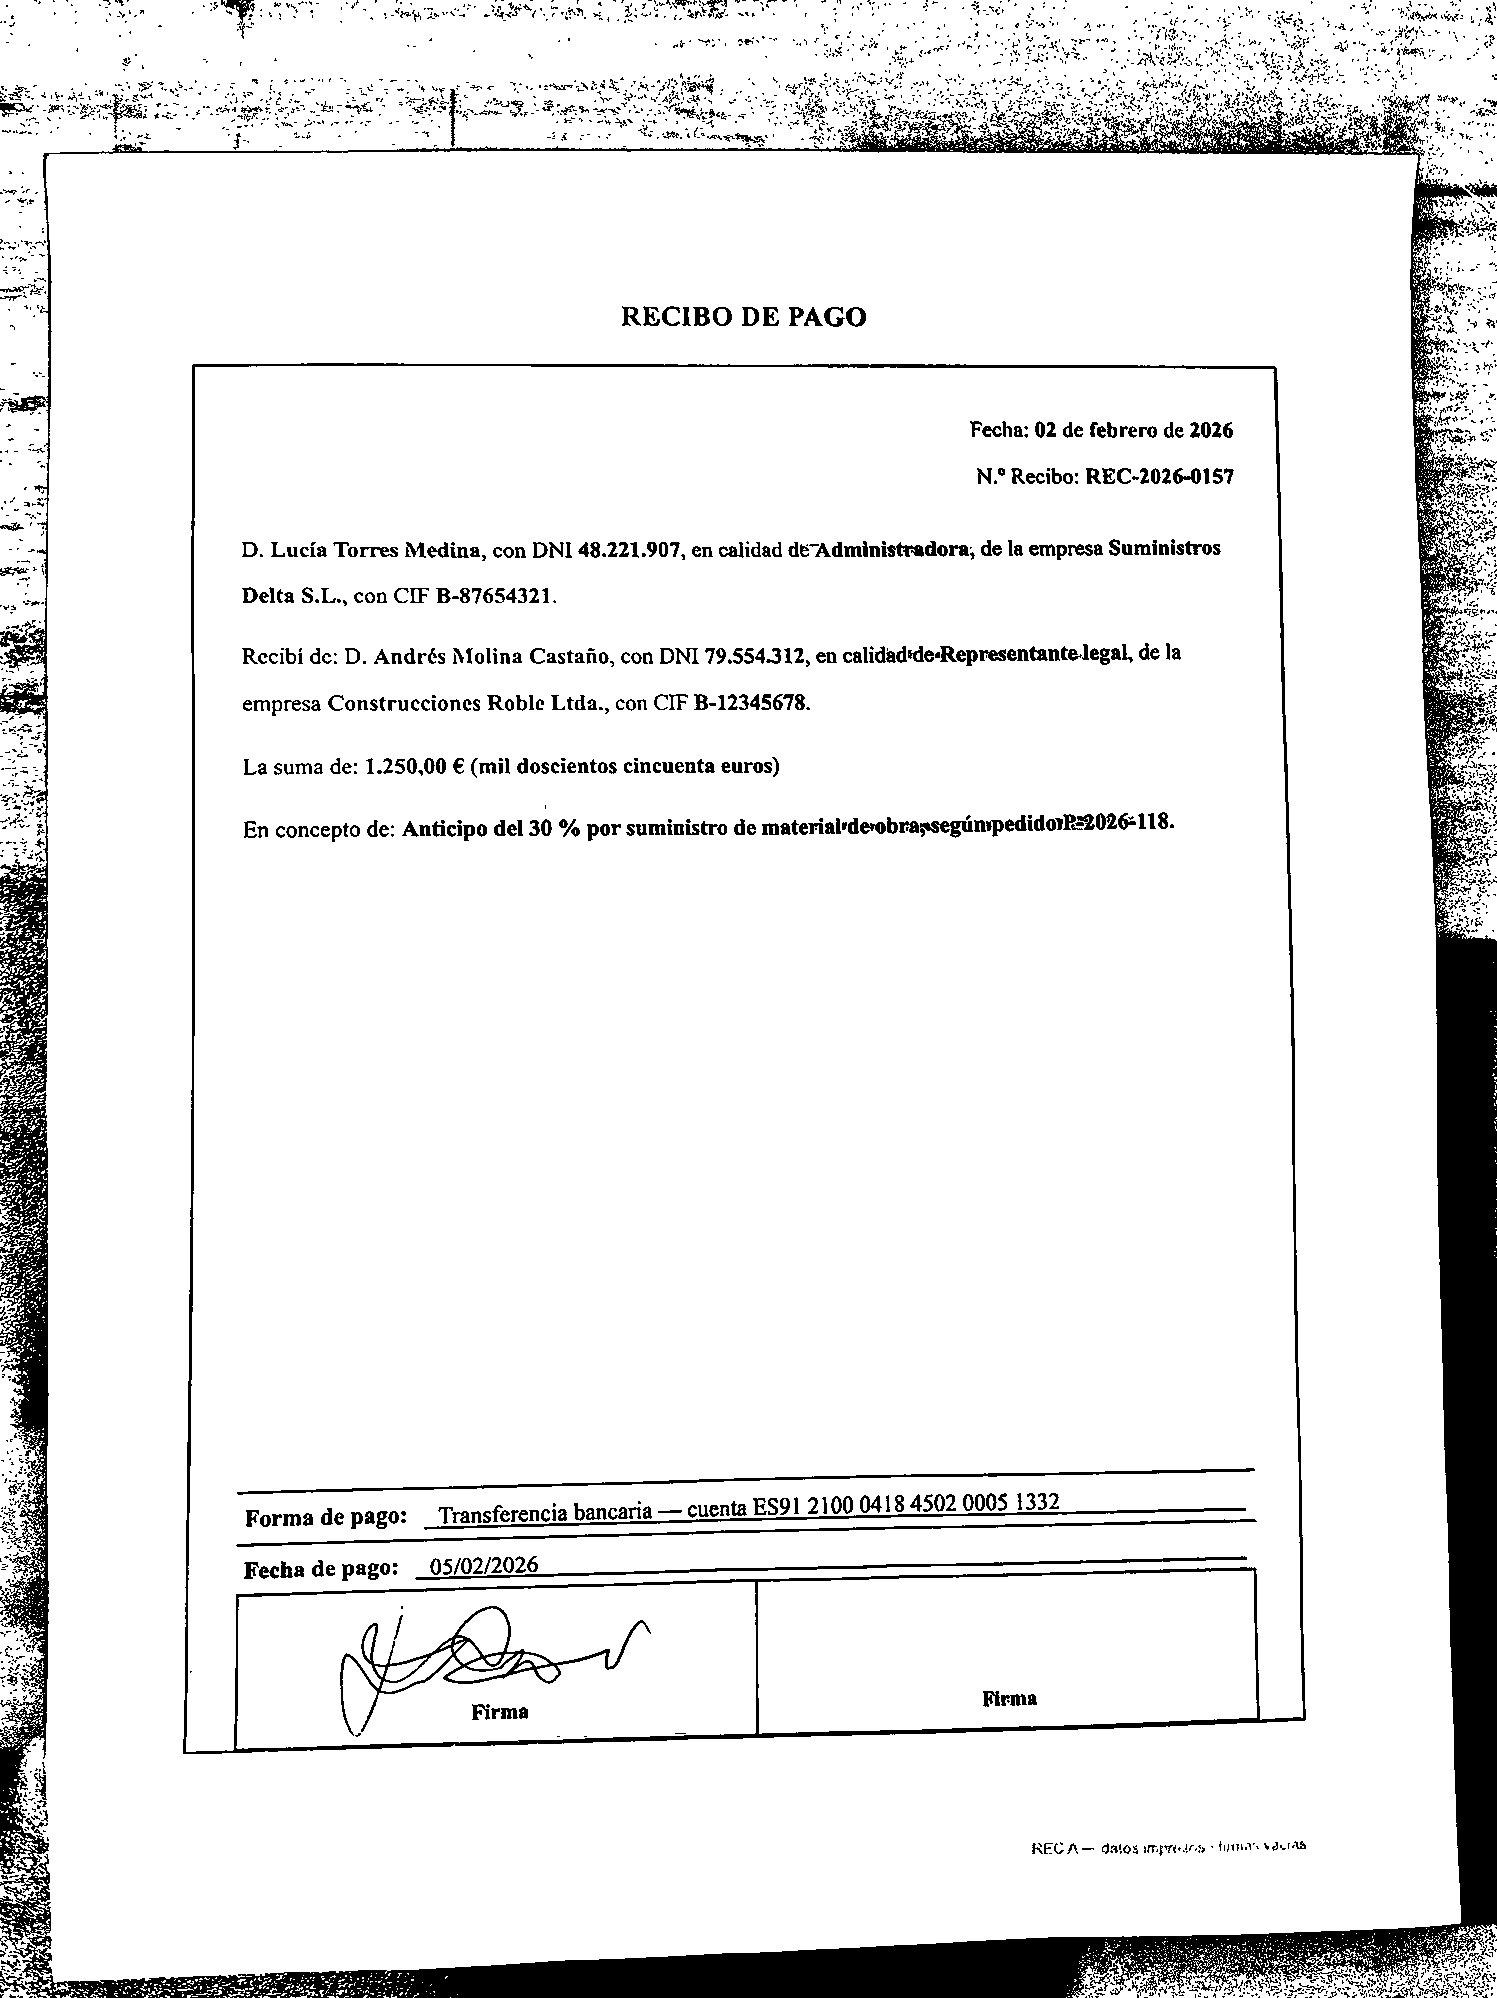 RECIBO DE PAGO
Fecha: 02 de febrero de 2026
N.º Recibo: REC-2026-0157
D. Lucía Torres Medina, con DNI 48.221.907, en calidad de Administradora, de la empresa Suministros
Delta S.L., con CIF B-87654321.
Recibí de: D. Andrés Molina Castaño, con DNI 79.554.312, en calidad de Representante legal, de la
empresa Construcciones Roble Ltda., con CIF B-12345678.
La suma de: 1.250,00 € (mil doscientos cincuenta euros)
En concepto de: Anticipo del 30 % por suministro de material de obra, según pedido P-2026-118.
Forma de pago: Transferencia bancaria — cuenta ES91 2100 0418 4502 0005 1332
Fecha de pago: 05/02/2026
Firma
Firma
REC A — datos impresos · firmas vacías